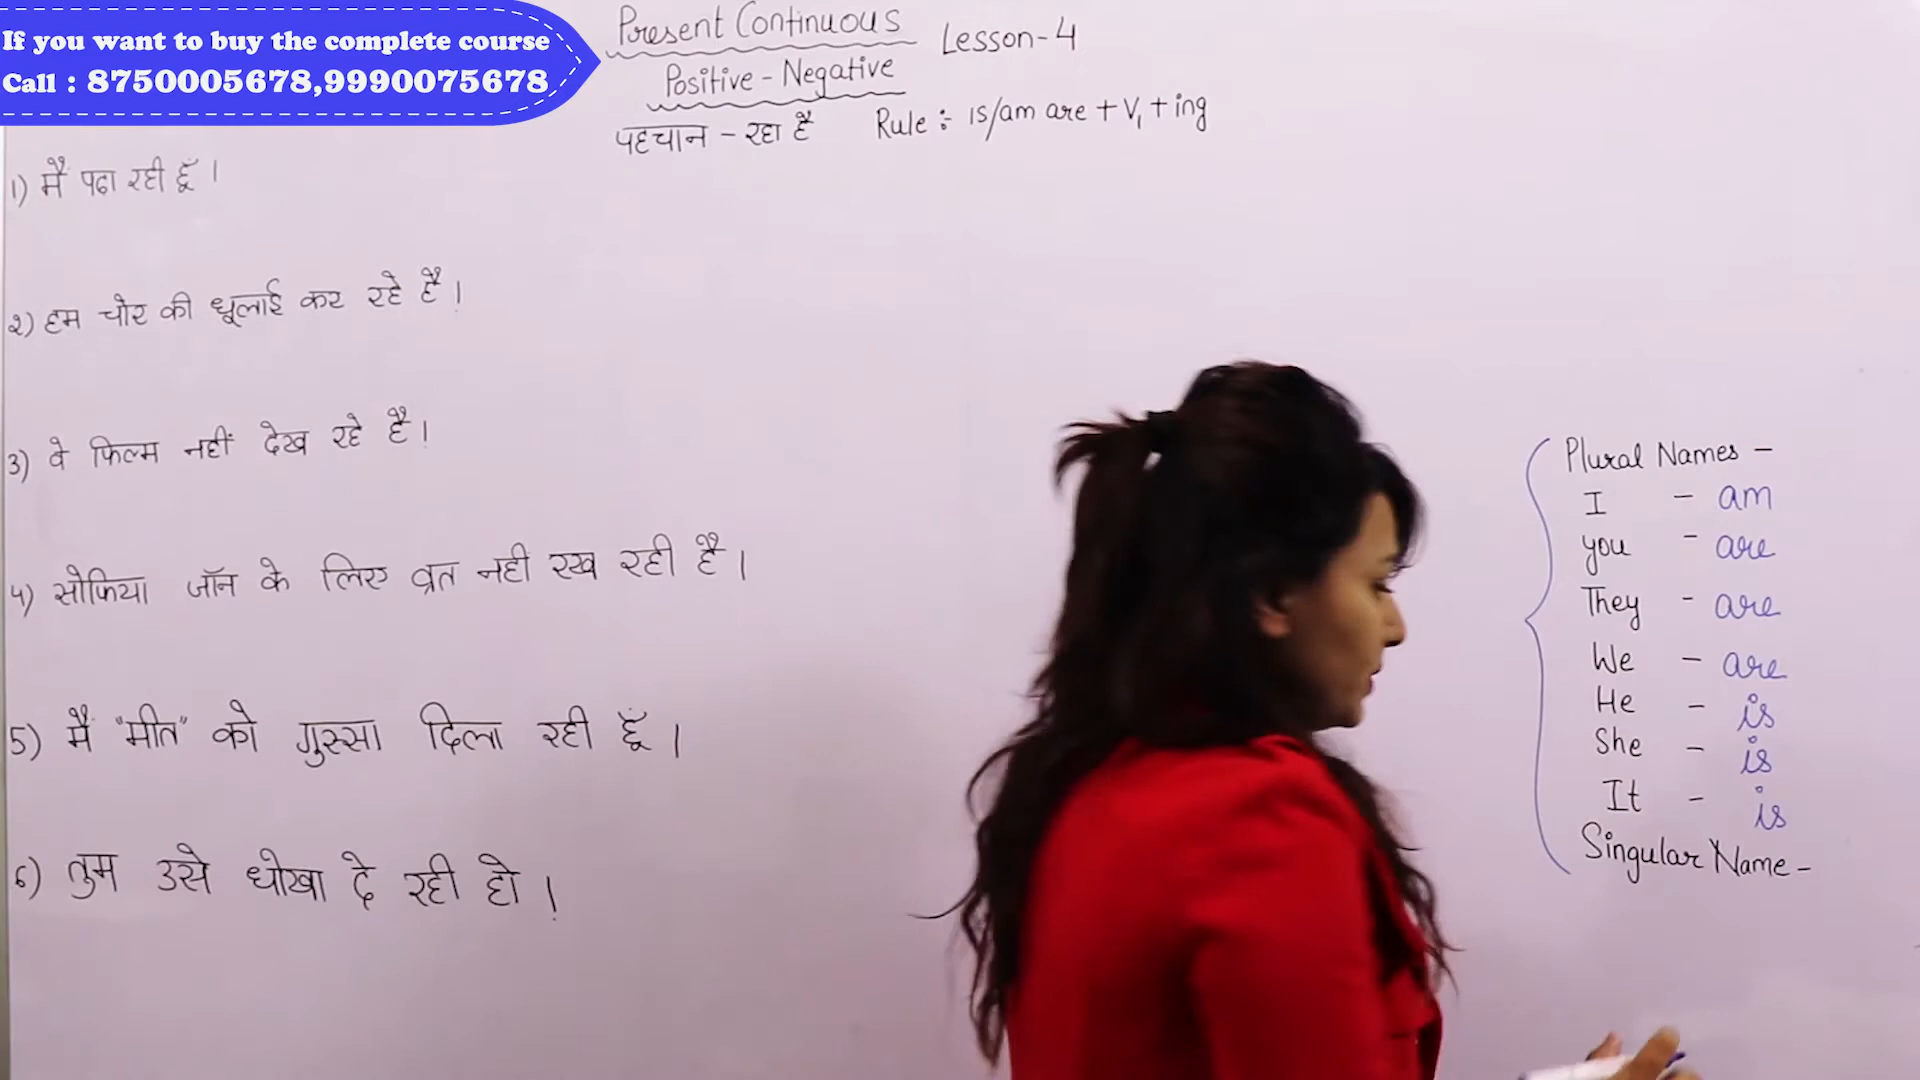 If you want to buy the complete course
Call : 8750005678,9990075678
Present Continuous Lesson-4
Positive - Negative
पहचान - रहा है Rule :- is/am are + V1 + ing
1) मैं पढा रही हूँ ।
२) हम चोर की धूलाई कर रहे हैं ।
3) वे फिल्म नहीं देख रहे हैं ।
4) सोफिया जॉन के लिए व्रत नही रख रही है ।
5) मैं "मीत" को गुस्सा दिला रही हूँ ।
6) तुम उसे धोखा दे रही हो ।
Plural Names -
I - am
you - are
They - are
We - are
He - is
She - is
It - is
Singular Name -